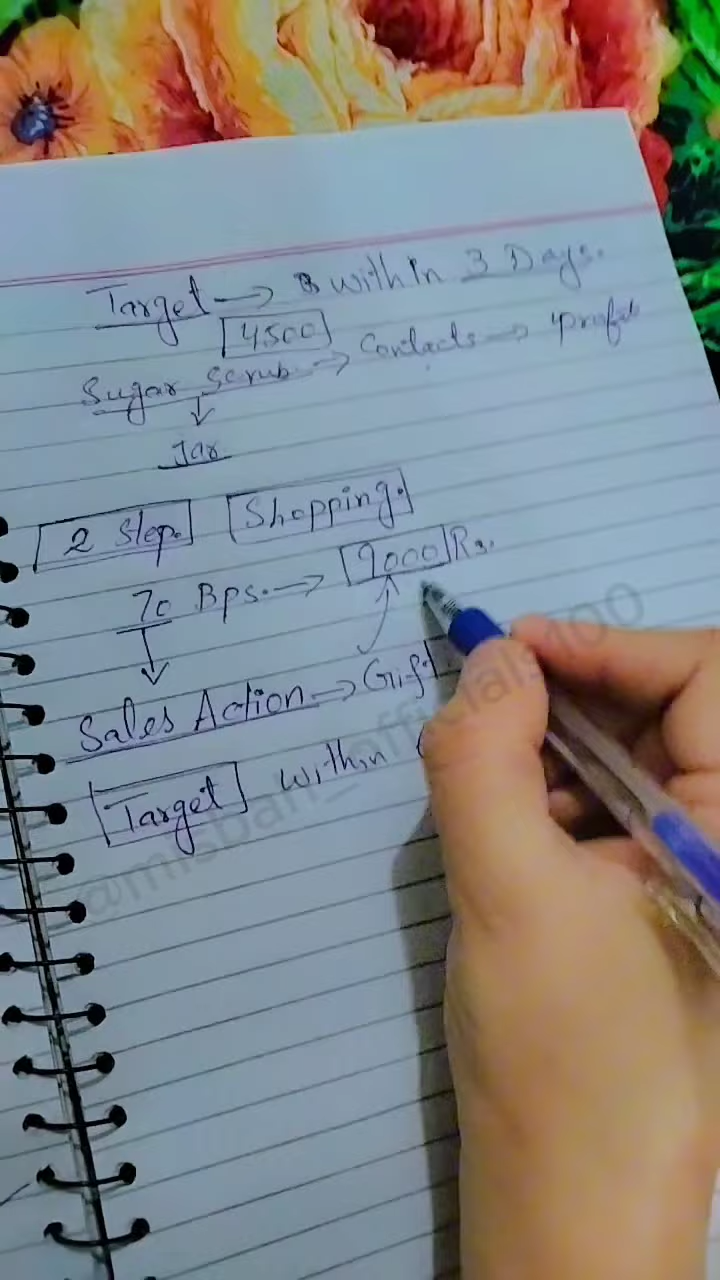 Target → within 3 Days.
4500
Sugar Scrub → Contacts → profit
↓
Jar
2 Step. Shopping.
70 Bps. → 9000 Rs.
↓
Sales Action → Gift
Target within
@misbah_officials100